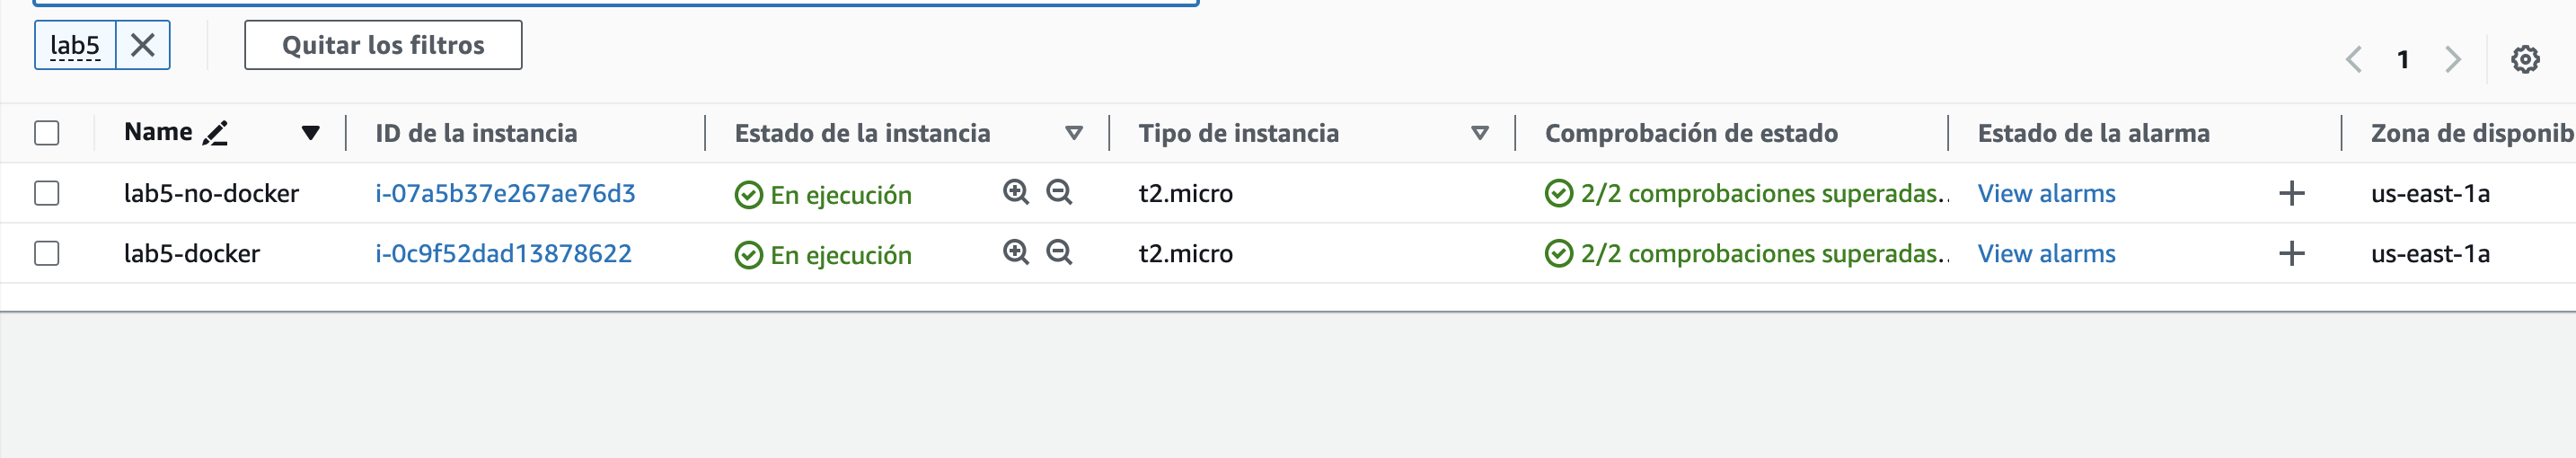 lab5 Quitar los filtros
1
Name ID de la instancia Estado de la instancia Tipo de instancia Comprobación de estado Estado de la alarma Zona de disponib
lab5-no-docker i-07a5b37e267ae76d3 En ejecución t2.micro 2/2 comprobaciones superadas.. View alarms us-east-1a
lab5-docker i-0c9f52dad13878622 En ejecución t2.micro 2/2 comprobaciones superadas.. View alarms us-east-1a